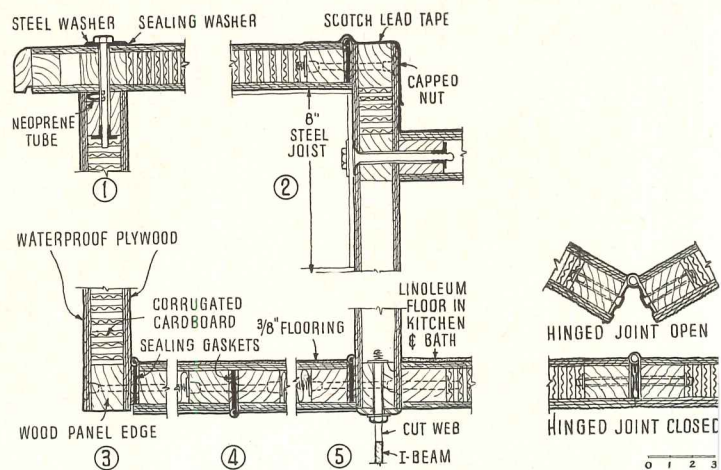 STEEL WASHER
SEALING WASHER
SCOTCH LEAD TAPE
NEOPRENE
TUBE
8"
STEEL
JOIST
CAPPED
NUT
①
②
WATERPROOF PLYWOOD
CORRUGATED
CARDBOARD
SEALING GASKETS
3/8" FLOORING
LINOLEUM
FLOOR IN
KITCHEN
& BATH
HINGED JOINT OPEN
WOOD PANEL EDGE
CUT WEB
I-BEAM
③
④
⑤
HINGED JOINT CLOSED
0 1 2 3